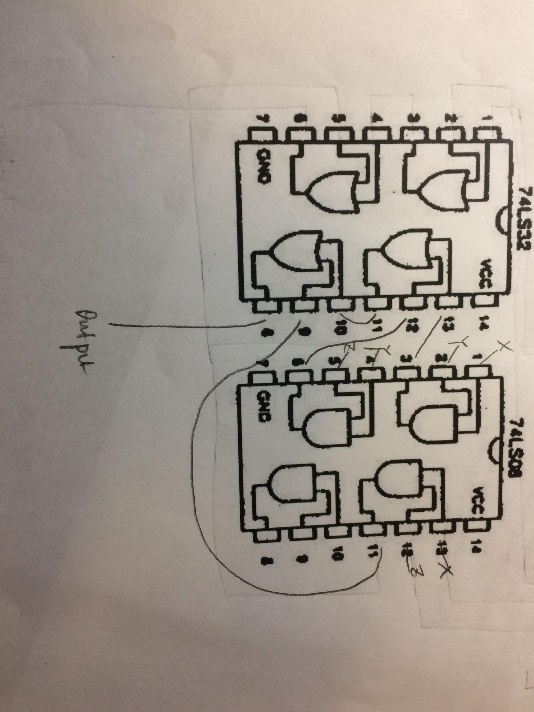 74LS32
1 2 3 4 5 6 7
GND
VCC
14 13 12 11 10 9 8
Output
X Y Y Z
74LS08
1 2 3 4 5 6 7
GND
VCC
14 13 12 11 10 9 8
X Z